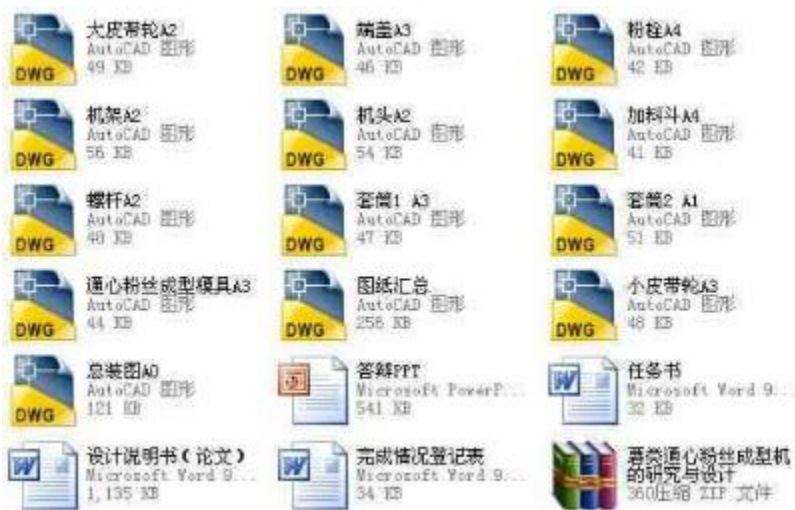 大皮带轮A2
AutoCAD 图形
49 KB
DWG
端盖A3
AutoCAD 图形
46 KB
DWG
粉栓A4
AutoCAD 图形
42 KB
DWG
机架A2
AutoCAD 图形
56 KB
DWG
机头A2
AutoCAD 图形
54 KB
DWG
加料斗A4
AutoCAD 图形
41 KB
DWG
螺杆A2
AutoCAD 图形
48 KB
DWG
套筒1 A3
AutoCAD 图形
47 KB
DWG
套筒2 A1
AutoCAD 图形
51 KB
DWG
通心粉丝成型模具A3
AutoCAD 图形
44 KB
DWG
图纸汇总
AutoCAD 图形
256 KB
DWG
小皮带轮A3
AutoCAD 图形
48 KB
DWG
总装图A0
AutoCAD 图形
121 KB
DWG
答辩PPT
Microsoft PowerP...
541 KB
任务书
Microsoft Word 9...
32 KB
设计说明书(论文)
Microsoft Word 9...
1,135 KB
完成情况登记表
Microsoft Word 9...
34 KB
薯类通心粉丝成型机
的研究与设计
360压缩 ZIP 文件